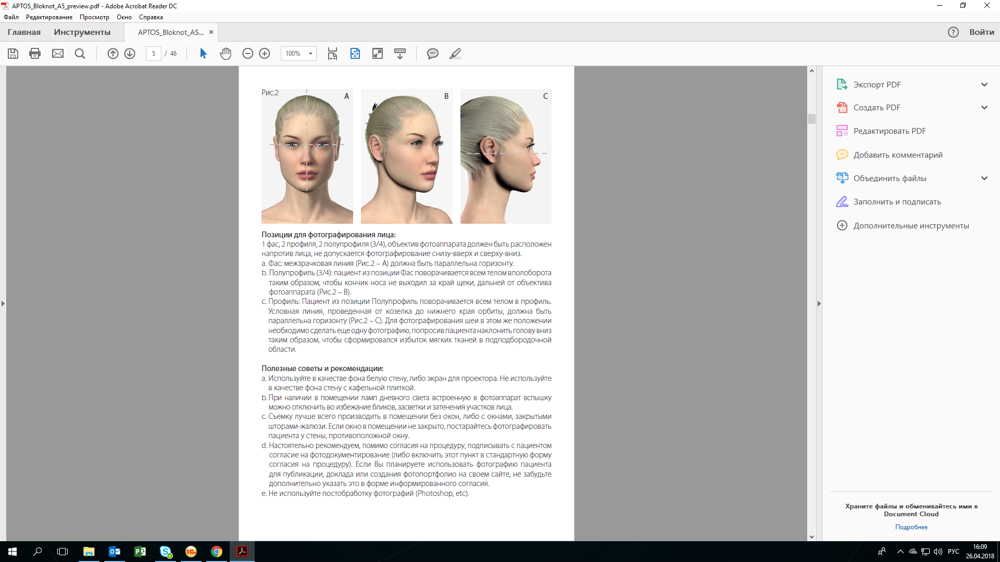 APTOS_Bloknot_A5_preview.pdf - Adobe Acrobat Reader DC
Файл Редактирование Просмотр Окно Справка
Главная Инструменты APTOS_Bloknot_A5... × ? Войти
5 / 46 100%
Рис.2 A B C
Позиции для фотографирования лица:
1 фас, 2 профиля, 2 полупрофиля (3/4), объектив фотоаппарата должен быть расположен
напротив лица, не допускается фотографирование снизу-вверх и сверху-вниз.
a. Фас: межзрачковая линия (Рис.2 – А) должна быть параллельна горизонту.
b. Полупрофиль (3/4): пациент из позиции Фас поворачивается всем телом вполоборота
таким образом, чтобы кончик носа не выходил за край щеки, дальней от объектива
фотоаппарата (Рис.2 – В).
c. Профиль: Пациент из позиции Полупрофиль поворачивается всем телом в профиль.
Условная линия, проведенная от козелка до нижнего края орбиты, должна быть
параллельна горизонту (Рис.2 – С). Для фотографирования шеи в этом же положении
необходимо сделать еще одну фотографию, попросив пациента наклонить голову вниз
таким образом, чтобы сформировался избыток мягких тканей в подподбородочной
области.
Полезные советы и рекомендации:
a. Используйте в качестве фона белую стену, либо экран для проектора. Не используйте
в качестве фона стену с кафельной плиткой.
b. При наличии в помещении ламп дневного света встроенную в фотоаппарат вспышку
можно отключить во избежание бликов, засветки и затенения участков лица.
c. Съемку лучше всего производить в помещении без окон, либо с окнами, закрытыми
шторами-жалюзи. Если окно в помещении не закрыто, постарайтесь фотографировать
пациента у стены, противоположной окну.
d. Настоятельно рекомендуем, помимо согласия на процедуру, подписывать с пациентом
согласие на фотодокументирование (либо включить этот пункт в стандартную форму
согласия на процедуру). Если Вы планируете использовать фотографию пациента
для публикации, доклада или создания фотопортфолио на своем сайте, не забудьте
дополнительно указать это в форме информированного согласия.
e. Не используйте постобработку фотографий (Photoshop, etc).
Экспорт PDF
Создать PDF
Редактировать PDF
Добавить комментарий
Объединить файлы
Заполнить и подписать
Дополнительные инструменты
Храните файлы и обменивайтесь ими в
Document Cloud
Подробнее
РУС
16:09
26.04.2018